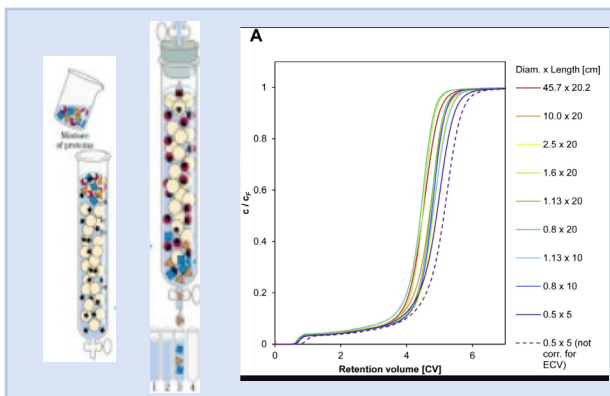 Mixture
of proteins
1 2 3 4
A
c / cF
1
0.8
0.6
0.4
0.2
0
0 2 4 6
Retention volume [CV]
Diam. x Length [cm]
45.7 x 20.2
10.0 x 20
2.5 x 20
1.6 x 20
1.13 x 20
0.8 x 20
1.13 x 10
0.8 x 10
0.5 x 5
0.5 x 5 (not
corr. for
ECV)